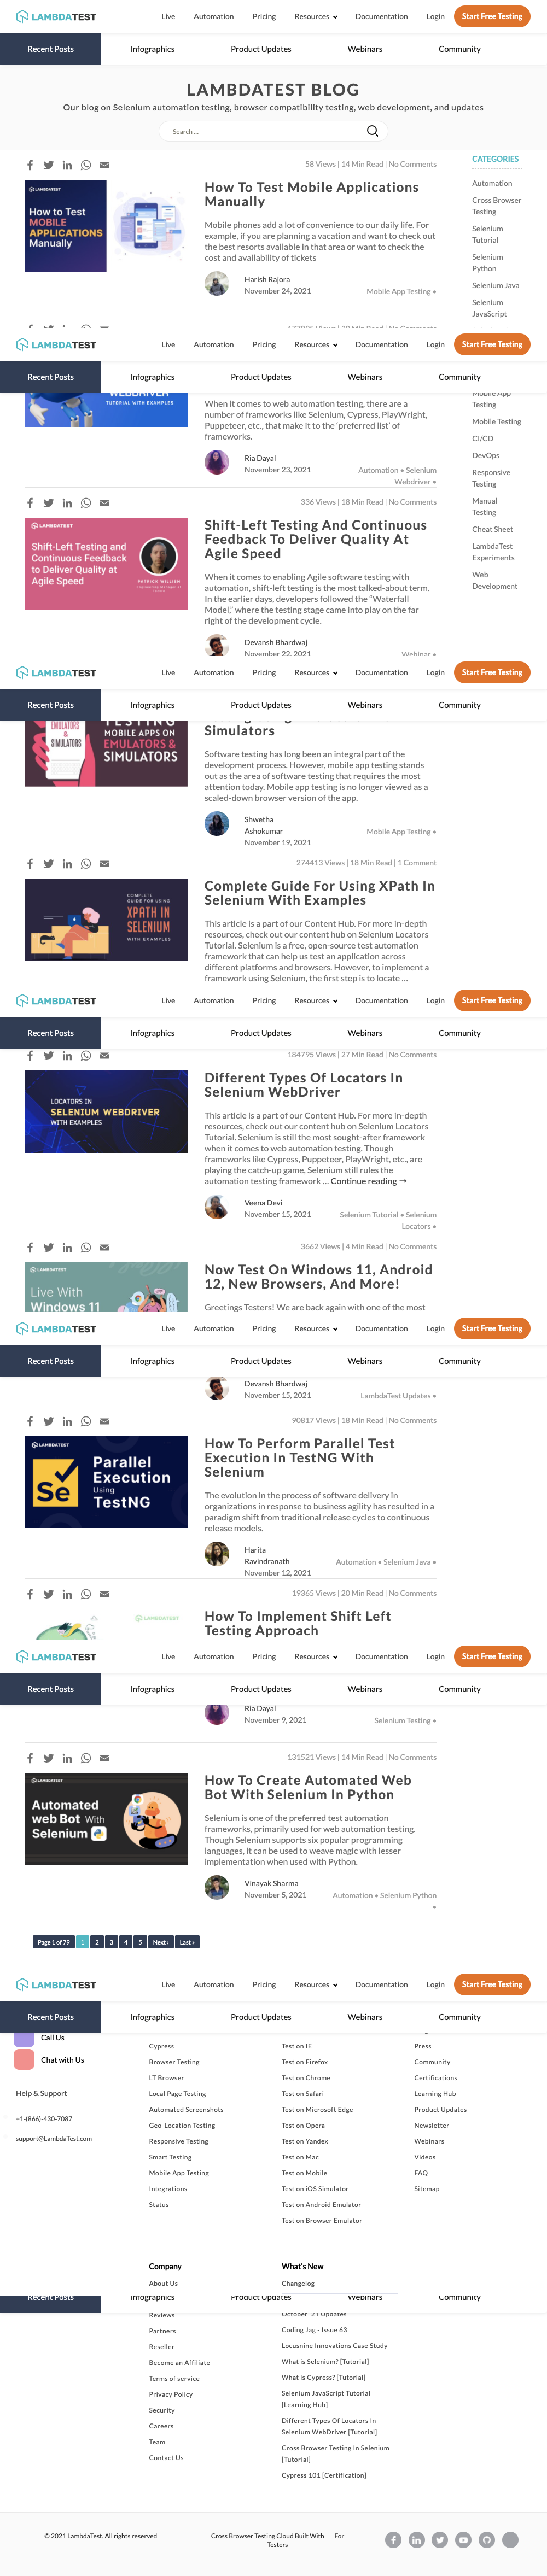 LAMBDATEST
Live Automation Pricing Resources Documentation Login Start Free Testing
Recent Posts Infographics Product Updates Webinars Community
LAMBDATEST BLOG
Our blog on Selenium automation testing, browser compatibility testing, web development, and updates
Search ...
58 Views | 14 Min Read | No Comments
LAMBDATEST
How to Test
MOBILE
APPLICATIONS
Manually
How To Test Mobile Applications
Manually
Mobile phones add a lot of convenience to our daily life. For
example, if you are planning a vacation and want to check out
the best resorts available in that area or want to check the
cost and availability of tickets
Harish Rajora
November 24, 2021
Mobile App Testing •
CATEGORIES
Automation
Cross Browser
Testing
Selenium
Tutorial
Selenium
Python
Selenium Java
Selenium
JavaScript
LAMBDATEST
Live Automation Pricing Resources Documentation Login Start Free Testing
Recent Posts Infographics Product Updates Webinars Community
WEBDRIVER
TUTORIAL WITH EXAMPLES
When it comes to web automation testing, there are a
number of frameworks like Selenium, Cypress, PlayWright,
Puppeteer, etc., that make it to the 'preferred list' of
frameworks.
Ria Dayal
November 23, 2021
Automation • Selenium
Webdriver •
Mobile App
Testing
Mobile Testing
CI/CD
DevOps
Responsive
Testing
Manual
Testing
Cheat Sheet
LambdaTest
Experiments
Web
Development
336 Views | 18 Min Read | No Comments
LAMBDATEST
Shift-Left Testing and
Continuous Feedback
to Deliver Quality at
Agile Speed
PATRICK WILLISH
Shift-Left Testing And Continuous
Feedback To Deliver Quality At
Agile Speed
When it comes to enabling Agile software testing with
automation, shift-left testing is the most talked-about term.
In the earlier days, developers followed the "Waterfall
Model," where the testing stage came into play on the far
right of the development cycle.
Devansh Bhardwaj
November 22, 2021
Webinar •
LAMBDATEST
Live Automation Pricing Resources Documentation Login Start Free Testing
Recent Posts Infographics Product Updates Webinars Community
EMULATORS
&
SIMULATORS
TESTING
MOBILE APPS ON
EMULATORS &
SIMULATORS
Simulators
Software testing has long been an integral part of the
development process. However, mobile app testing stands
out as the area of software testing that requires the most
attention today. Mobile app testing is no longer viewed as a
scaled-down browser version of the app.
Shwetha
Ashokumar
November 19, 2021
Mobile App Testing •
274413 Views | 18 Min Read | 1 Comment
COMPLETE
GUIDE FOR USING
XPATH IN
SELENIUM
WITH EXAMPLES
Complete Guide For Using XPath In
Selenium With Examples
This article is a part of our Content Hub. For more in-depth
resources, check out our content hub on Selenium Locators
Tutorial. Selenium is a free, open-source test automation
framework that can help us test an application across
different platforms and browsers. However, to implement a
framework using Selenium, the first step is to locate ...
LAMBDATEST
Live Automation Pricing Resources Documentation Login Start Free Testing
Recent Posts Infographics Product Updates Webinars Community
184795 Views | 27 Min Read | No Comments
LOCATORS IN
SELENIUM WEBDRIVER
WITH EXAMPLES
Different Types Of Locators In
Selenium WebDriver
This article is a part of our Content Hub. For more in-depth
resources, check out our content hub on Selenium Locators
Tutorial. Selenium is still the most sought-after framework
when it comes to web automation testing. Though
frameworks like Cypress, Puppeteer, PlayWright, etc., are
playing the catch-up game, Selenium still rules the
automation testing framework ... Continue reading →
Veena Devi
November 15, 2021
Selenium Tutorial • Selenium
Locators •
3662 Views | 4 Min Read | No Comments
LAMBDATEST
Live With
Windows 11
Now Test On Windows 11, Android
12, New Browsers, And More!
Greetings Testers! We are back again with one of the most
LAMBDATEST
Live Automation Pricing Resources Documentation Login Start Free Testing
Recent Posts Infographics Product Updates Webinars Community
Devansh Bhardwaj
November 15, 2021
LambdaTest Updates •
90817 Views | 18 Min Read | No Comments
LAMBDATEST
Se
Parallel
Execution
Using
TestNG
How To Perform Parallel Test
Execution In TestNG With
Selenium
The evolution in the process of software delivery in
organizations in response to business agility has resulted in a
paradigm shift from traditional release cycles to continuous
release models.
Harita
Ravindranath
November 12, 2021
Automation • Selenium Java •
19365 Views | 20 Min Read | No Comments
LAMBDATEST
How To Implement Shift Left
Testing Approach
LAMBDATEST
Live Automation Pricing Resources Documentation Login Start Free Testing
Recent Posts Infographics Product Updates Webinars Community
Ria Dayal
November 9, 2021
Selenium Testing •
131521 Views | 14 Min Read | No Comments
LAMBDATEST
Automated
web Bot With
Selenium
How To Create Automated Web
Bot With Selenium In Python
Selenium is one of the preferred test automation
frameworks, primarily used for web automation testing.
Though Selenium supports six popular programming
languages, it can be used to weave magic with lesser
implementation when used with Python.
Vinayak Sharma
November 5, 2021
Automation • Selenium Python
•
Page 1 of 79 1 2 3 4 5 Next › Last »
LAMBDATEST
Live Automation Pricing Resources Documentation Login Start Free Testing
Recent Posts Infographics Product Updates Webinars Community
Call Us
Chat with Us
Help & Support
+1-(866)-430-7087
support@LambdaTest.com
Cypress
Browser Testing
LT Browser
Local Page Testing
Automated Screenshots
Geo-Location Testing
Responsive Testing
Smart Testing
Mobile App Testing
Integrations
Status
Test on IE
Test on Firefox
Test on Chrome
Test on Safari
Test on Microsoft Edge
Test on Opera
Test on Yandex
Test on Mac
Test on Mobile
Test on iOS Simulator
Test on Android Emulator
Test on Browser Emulator
Press
Community
Certifications
Learning Hub
Product Updates
Newsletter
Webinars
Videos
FAQ
Sitemap
Company
About Us
What's New
Changelog
Recent Posts Infographics Product Updates Webinars Community
Reviews
Partners
Reseller
Become an Affiliate
Terms of service
Privacy Policy
Security
Careers
Team
Contact Us
October '21 Updates
Coding Jag - Issue 63
Locusnine Innovations Case Study
What is Selenium? [Tutorial]
What is Cypress? [Tutorial]
Selenium JavaScript Tutorial
[Learning Hub]
Different Types Of Locators In
Selenium WebDriver [Tutorial]
Cross Browser Testing In Selenium
[Tutorial]
Cypress 101 [Certification]
© 2021 LambdaTest. All rights reserved
Cross Browser Testing Cloud Built With For
Testers